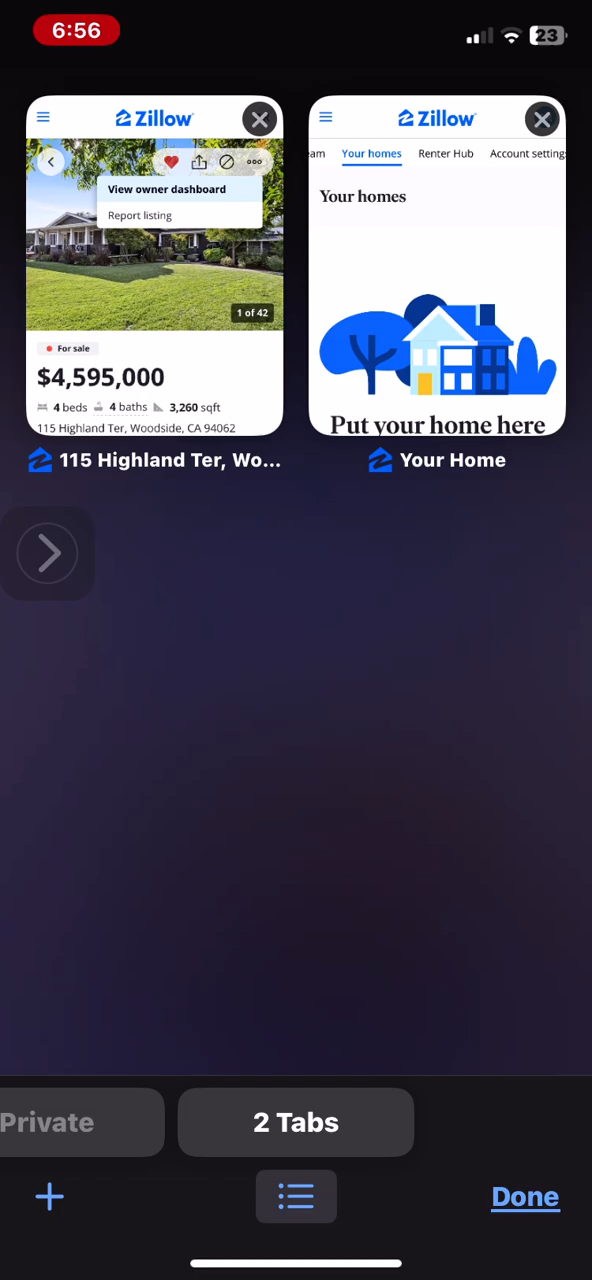 6:56
23
Zillow
View owner dashboard
Report listing
1 of 42
For sale
$4,595,000
4 beds 4 baths 3,260 sqft
115 Highland Ter, Woodside, CA 94062
115 Highland Ter, Wo...
Zillow
eam Your homes Renter Hub Account setting
Your homes
Put your home here
Your Home
Private
2 Tabs
Done